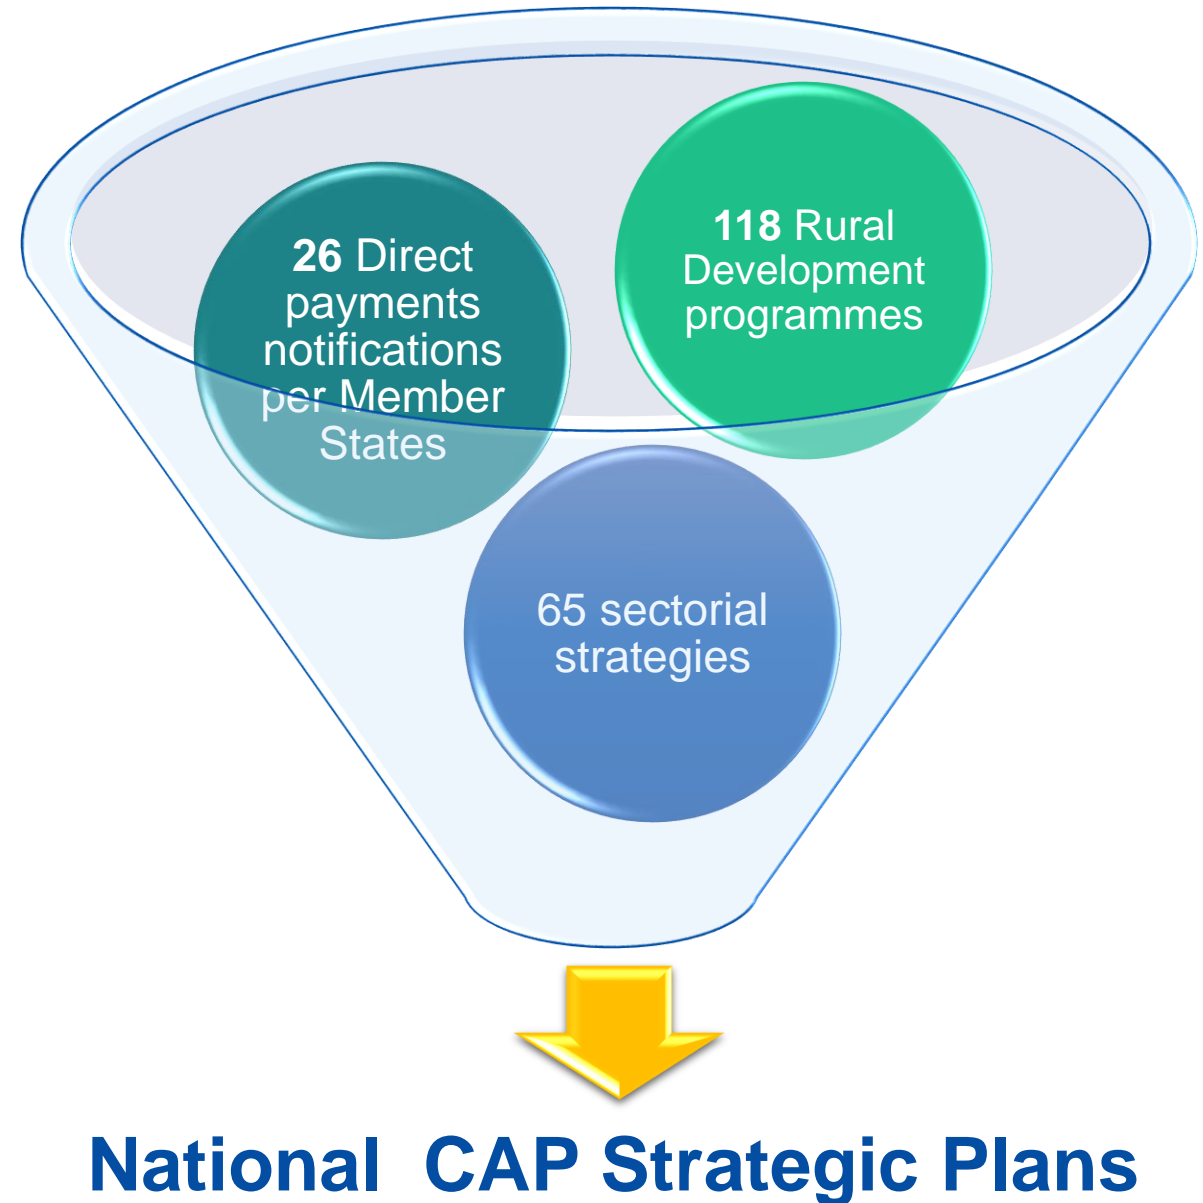 26 Direct
payments
notifications
per Member
States
118 Rural
Development
programmes
65 sectorial
strategies
National  CAP Strategic Plans